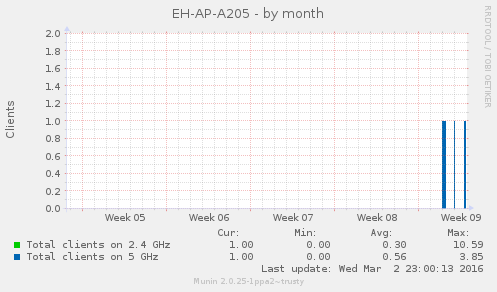 EH-AP-A205 - by month
RRDTOOL / TOBI OETIKER
Clients
2.0
1.8
1.6
1.4
1.2
1.0
0.8
0.6
0.4
0.2
0.0
Week 05 Week 06 Week 07 Week 08 Week 09
Cur: Min: Avg: Max:
Total clients on 2.4 GHz 1.00 0.00 0.30 10.59
Total clients on 5 GHz 1.00 0.00 0.56 3.85
Last update: Wed Mar 2 23:00:13 2016
Munin 2.0.25-1ppa2~trusty